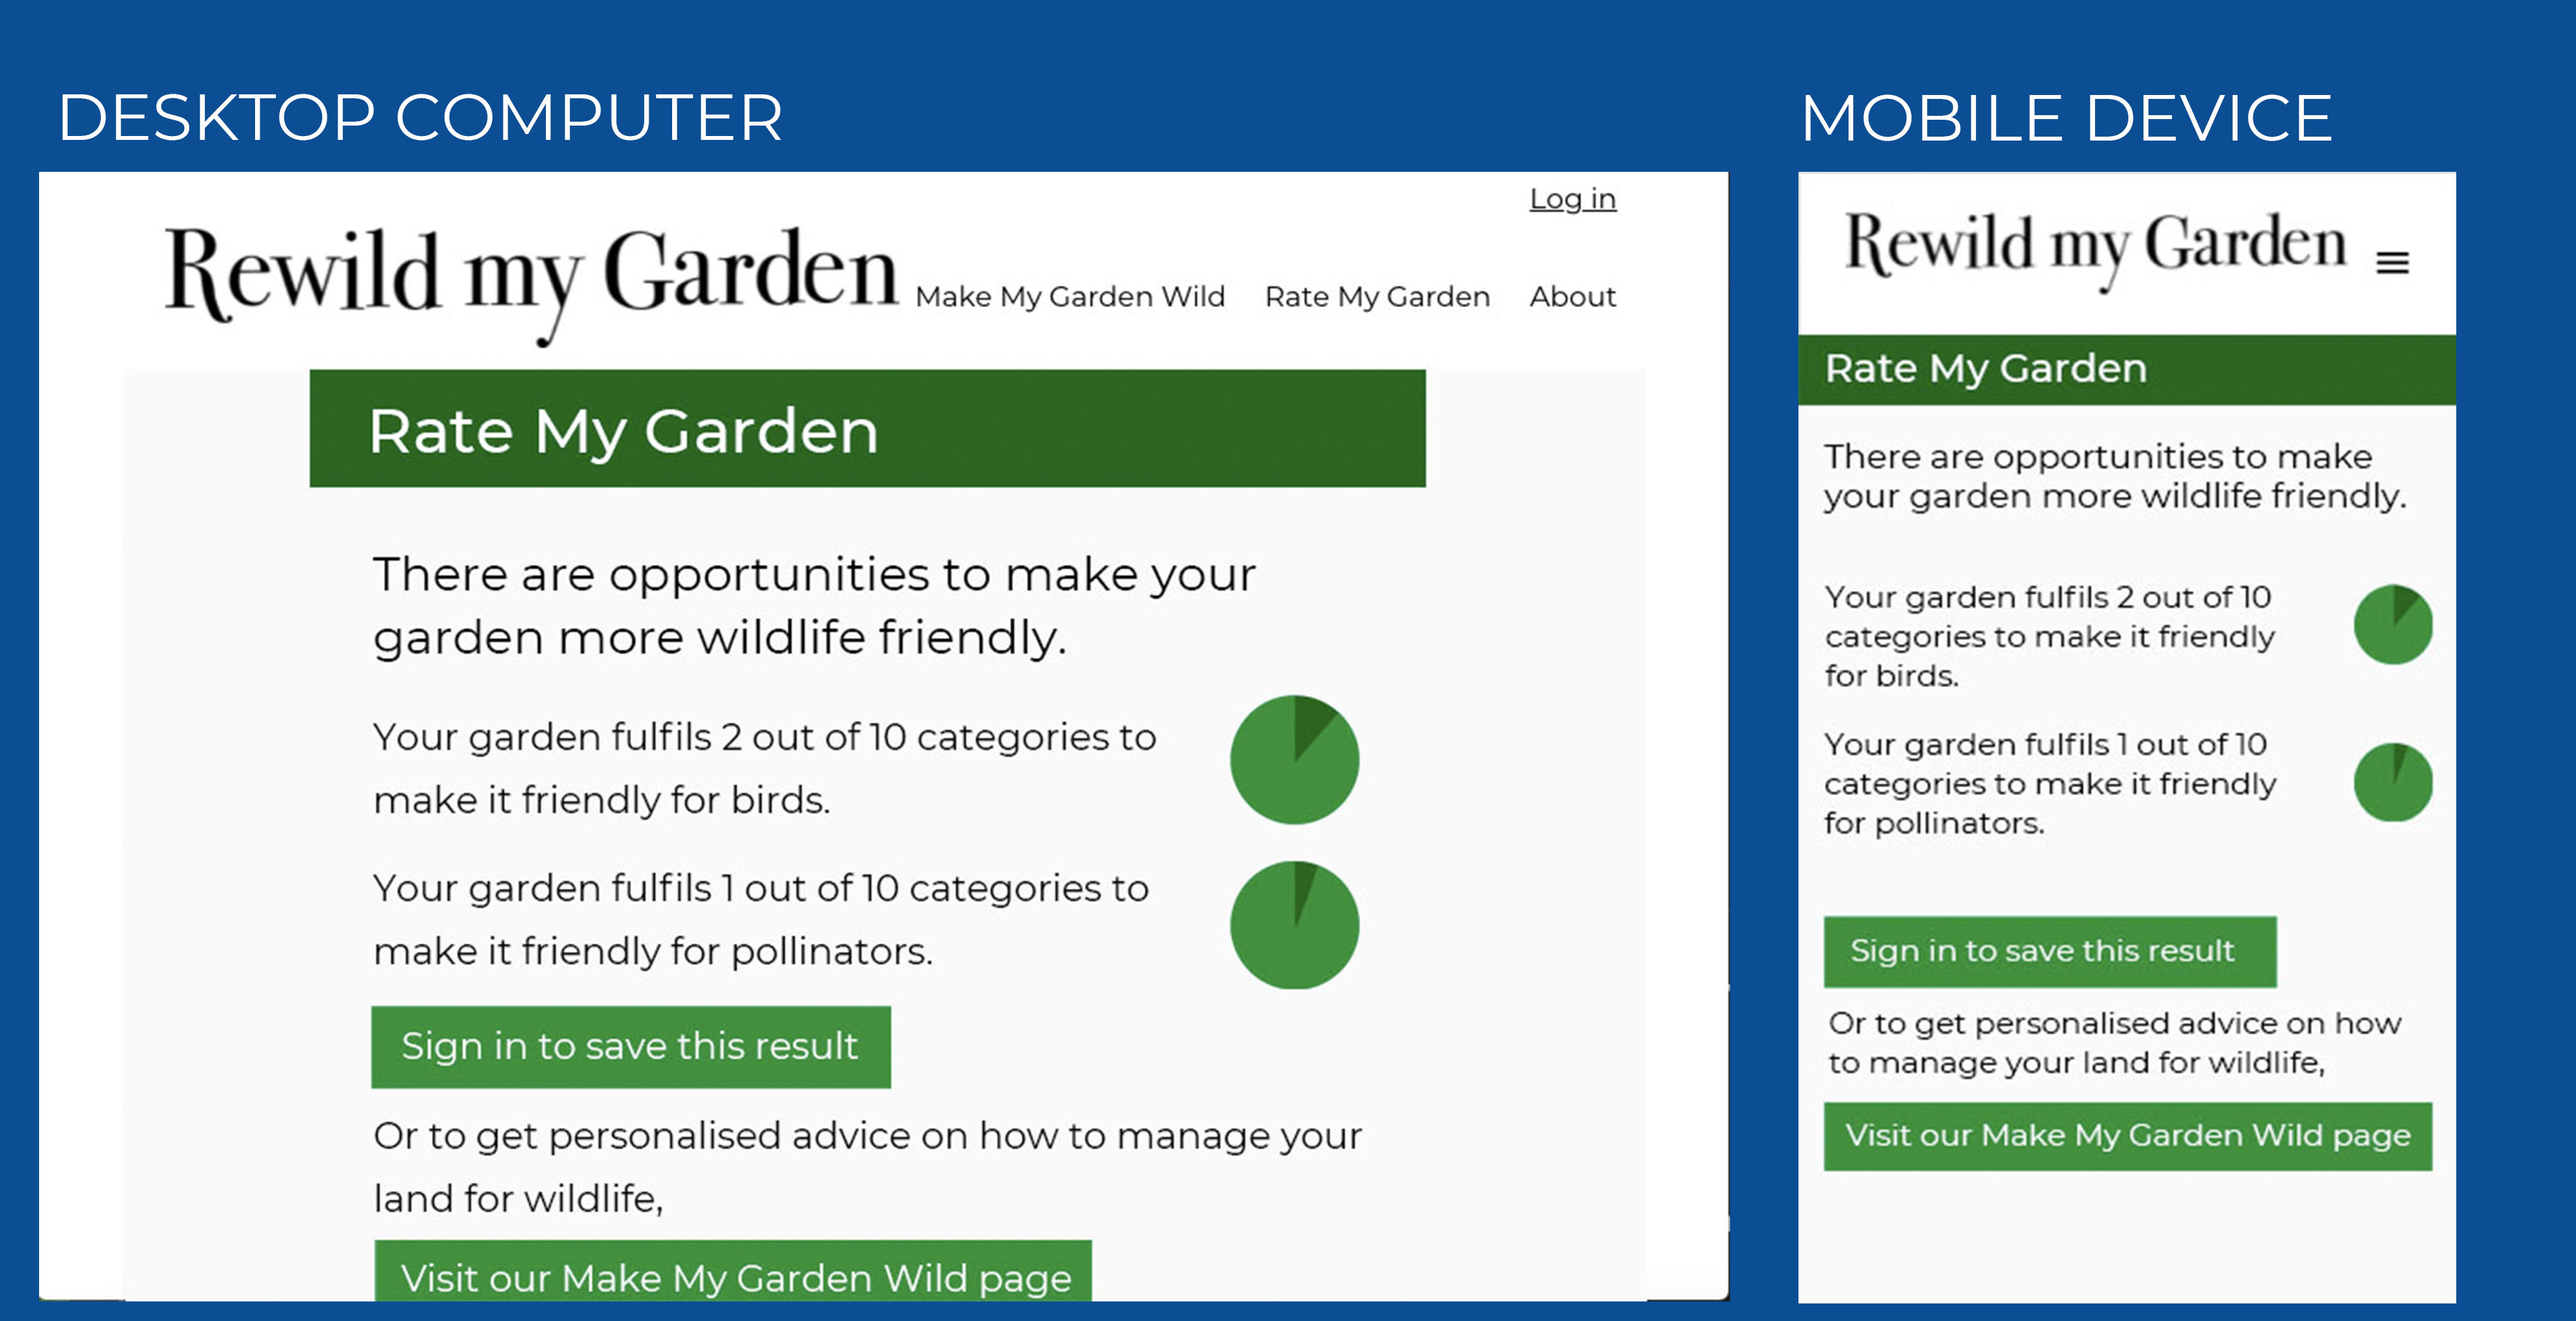 DESKTOP COMPUTER
Log in
Rewild my Garden
Make My Garden Wild
Rate My Garden
About
Rate My Garden
There are opportunities to make your
garden more wildlife friendly.
Your garden fulfils 2 out of 10 categories to
make it friendly for birds.
Your garden fulfils 1 out of 10 categories to
make it friendly for pollinators.
Sign in to save this result
Or to get personalised advice on how to manage your
land for wildlife,
Visit our Make My Garden Wild page
MOBILE DEVICE
Rewild my Garden
Rate My Garden
There are opportunities to make
your garden more wildlife friendly.
Your garden fulfils 2 out of 10
categories to make it friendly
for birds.
Your garden fulfils 1 out of 10
categories to make it friendly
for pollinators.
Sign in to save this result
Or to get personalised advice on how
to manage your land for wildlife,
Visit our Make My Garden Wild page